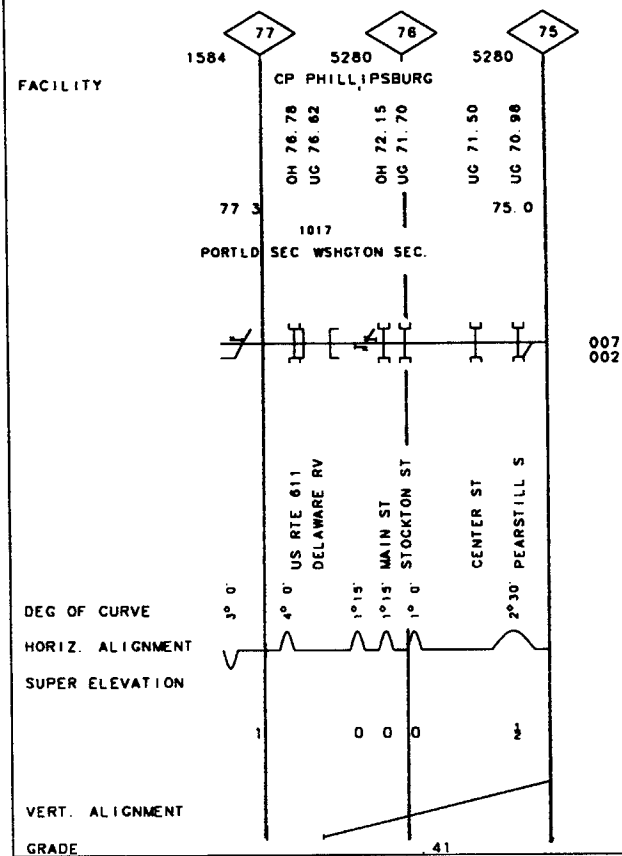 77 76 75
1584 5280 5280
FACILITY
CP PHILLIPSBURG
OH 76.78
UG 76.62
OH 72.15
UG 71.70
UG 71.50
UG 70.98
77 3
75.0
1017
PORTLD SEC WSHGTON SEC.
007
002
US RTE 611
DELAWARE RV
MAIN ST
STOCKTON ST
CENTER ST
PEARSTILL S
DEG OF CURVE
3° 0'
4° 0'
1° 15'
1° 15'
1° 0'
2° 30'
HORIZ. ALIGNMENT
SUPER ELEVATION
1 0 0 0 ½
VERT. ALIGNMENT
GRADE .41